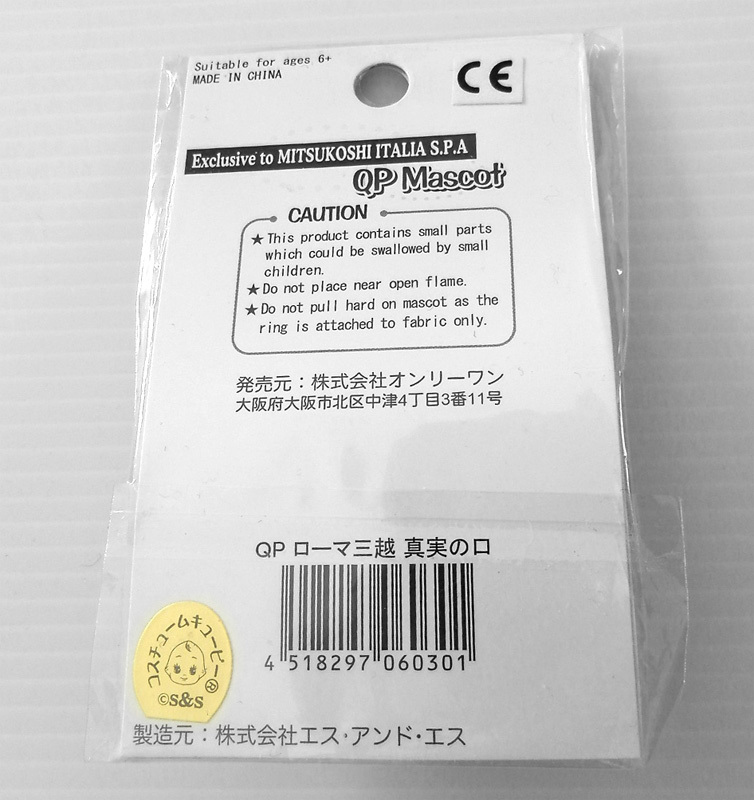 Suitable for ages 6+
MADE IN CHINA
CE
Exclusive to MITSUKOSHI ITALIA S.P.A
QP Mascot
CAUTION
★This product contains small parts
which could be swallowed by small
children.
★Do not place near open flame.
★Do not pull hard on mascot as the
ring is attached to fabric only.
発売元：株式会社オンリーワン
大阪府大阪市北区中津4丁目3番11号
QP ローマ三越 真実の口
4 518297 060301
コスチュームキューピー®
©S&S
製造元：株式会社エス・アンド・エス